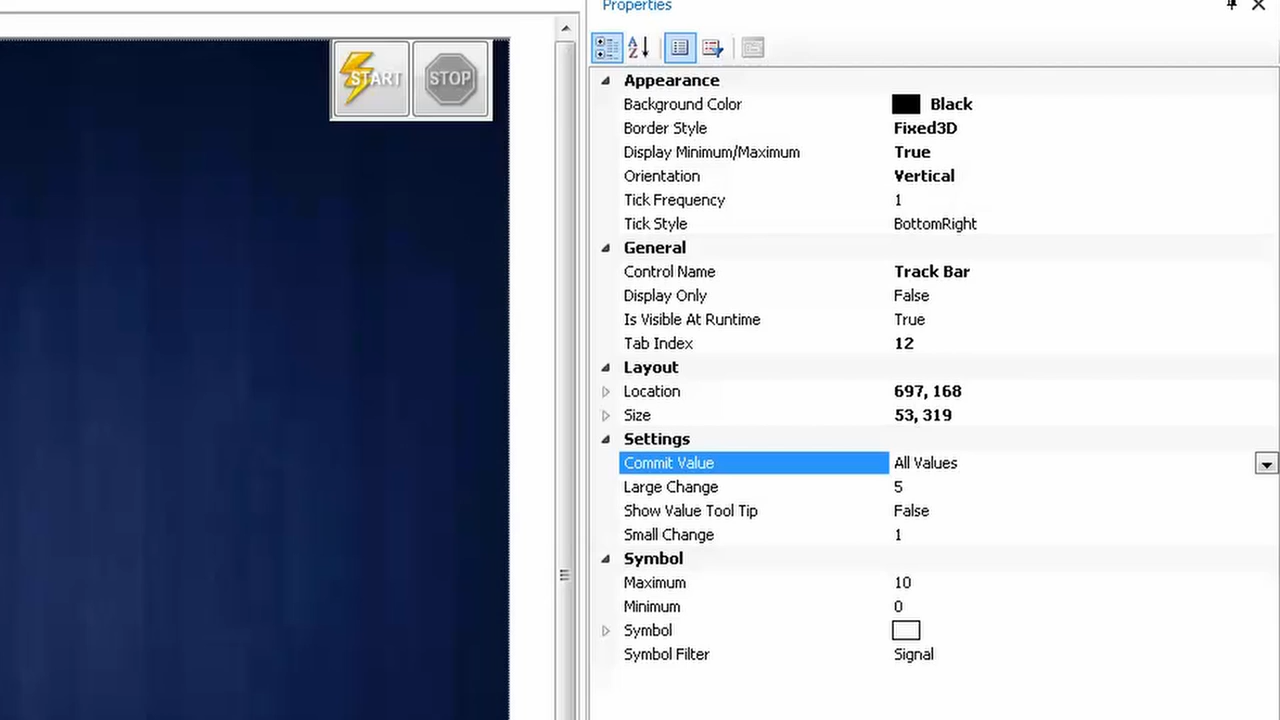 Properties
START STOP
Appearance
Background Color Black
Border Style Fixed3D
Display Minimum/Maximum True
Orientation Vertical
Tick Frequency 1
Tick Style BottomRight
General
Control Name Track Bar
Display Only False
Is Visible At Runtime True
Tab Index 12
Layout
Location 697, 168
Size 53, 319
Settings
Commit Value All Values
Large Change 5
Show Value Tool Tip False
Small Change 1
Symbol
Maximum 10
Minimum 0
Symbol
Symbol Filter Signal